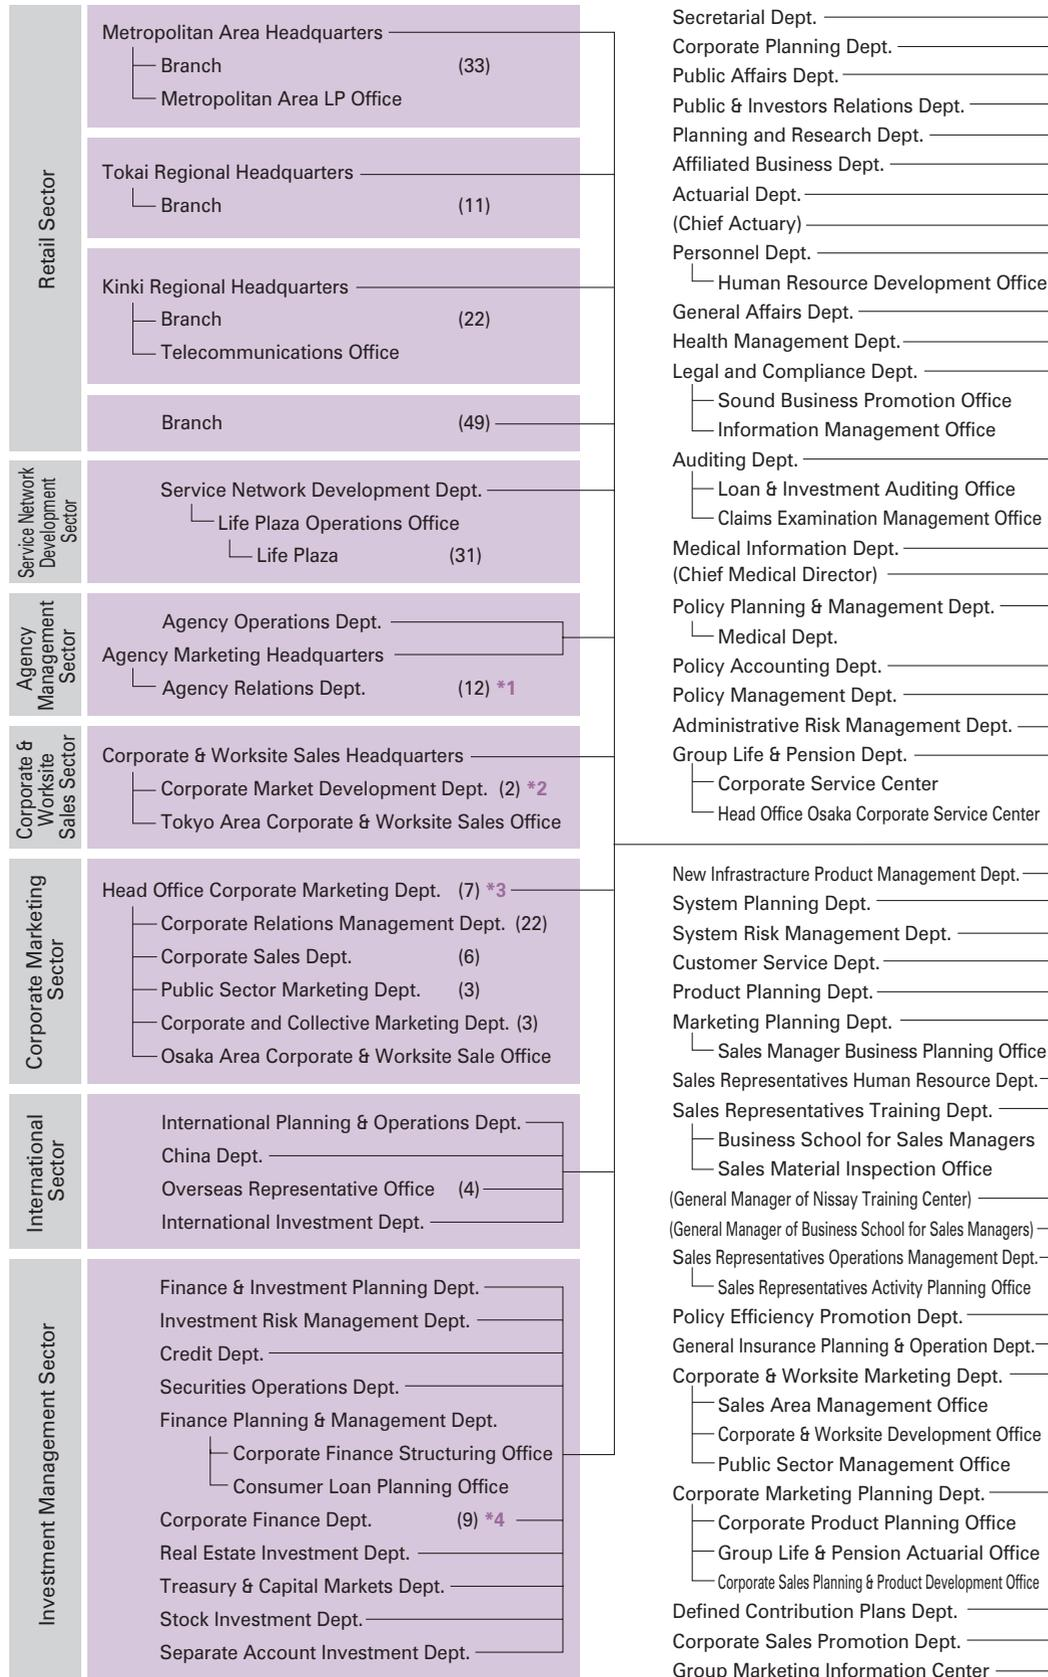 Retail Sector
Metropolitan Area Headquarters
Branch (33)
Metropolitan Area LP Office
Tokai Regional Headquarters
Branch (11)
Kinki Regional Headquarters
Branch (22)
Telecommunications Office
Branch (49)
Service Network
Development
Sector
Service Network Development Dept.
Life Plaza Operations Office
Life Plaza (31)
Agency
Management
Sector
Agency Operations Dept.
Agency Marketing Headquarters
Agency Relations Dept. (12) *1
Corporate &
Worksite
Sales Sector
Corporate & Worksite Sales Headquarters
Corporate Market Development Dept. (2) *2
Tokyo Area Corporate & Worksite Sales Office
Corporate Marketing
Sector
Head Office Corporate Marketing Dept. (7) *3
Corporate Relations Management Dept. (22)
Corporate Sales Dept. (6)
Public Sector Marketing Dept. (3)
Corporate and Collective Marketing Dept. (3)
Osaka Area Corporate & Worksite Sale Office
International
Sector
International Planning & Operations Dept.
China Dept.
Overseas Representative Office (4)
International Investment Dept.
Investment Management Sector
Finance & Investment Planning Dept.
Investment Risk Management Dept.
Credit Dept.
Securities Operations Dept.
Finance Planning & Management Dept.
Corporate Finance Structuring Office
Consumer Loan Planning Office
Corporate Finance Dept. (9) *4
Real Estate Investment Dept.
Treasury & Capital Markets Dept.
Stock Investment Dept.
Separate Account Investment Dept.
Secretarial Dept.
Corporate Planning Dept.
Public Affairs Dept.
Public & Investors Relations Dept.
Planning and Research Dept.
Affiliated Business Dept.
Actuarial Dept.
(Chief Actuary)
Personnel Dept.
Human Resource Development Office
General Affairs Dept.
Health Management Dept.
Legal and Compliance Dept.
Sound Business Promotion Office
Information Management Office
Auditing Dept.
Loan & Investment Auditing Office
Claims Examination Management Office
Medical Information Dept.
(Chief Medical Director)
Policy Planning & Management Dept.
Medical Dept.
Policy Accounting Dept.
Policy Management Dept.
Administrative Risk Management Dept.
Group Life & Pension Dept.
Corporate Service Center
Head Office Osaka Corporate Service Center
New Infrastracture Product Management Dept.
System Planning Dept.
System Risk Management Dept.
Customer Service Dept.
Product Planning Dept.
Marketing Planning Dept.
Sales Manager Business Planning Office
Sales Representatives Human Resource Dept.
Sales Representatives Training Dept.
Business School for Sales Managers
Sales Material Inspection Office
(General Manager of Nissay Training Center)
(General Manager of Business School for Sales Managers)
Sales Representatives Operations Management Dept.
Sales Representatives Activity Planning Office
Policy Efficiency Promotion Dept.
General Insurance Planning & Operation Dept.
Corporate & Worksite Marketing Dept.
Sales Area Management Office
Corporate & Worksite Development Office
Public Sector Management Office
Corporate Marketing Planning Dept.
Corporate Product Planning Office
Group Life & Pension Actuarial Office
Corporate Sales Planning & Product Development Office
Defined Contribution Plans Dept.
Corporate Sales Promotion Dept.
Group Marketing Information Center